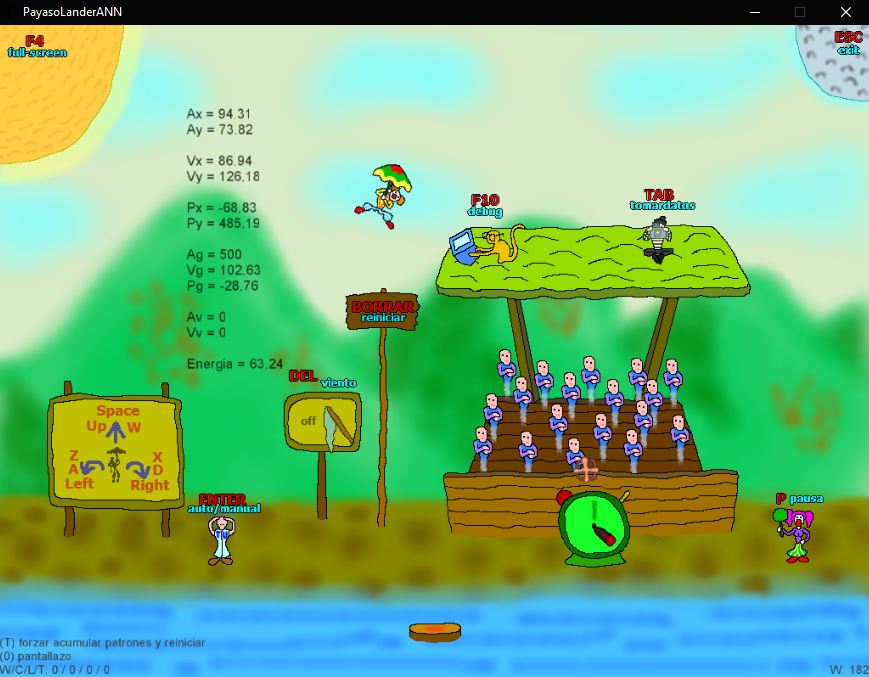 PayasoLanderANN
F4
full-screen
ESC
exit
Ax = 94.31
Ay = 73.82
Vx = 86.94
Vy = 126.18
Px = -68.83
Py = 485.19
Ag = 500
Vg = 102.63
Pg = -28.76
Av = 0
Vv = 0
Energia = 63.24
F10
debug
TAB
tomardatos
BORRAR
reiniciar
DEL
viento
off
Space
Up W
Z X
A D
Left Right
ENTER
auto/manual
P pausa
(T) forzar acumular patrones y reiniciar
(0) pantallazo
W/C/L/T: 0 / 0 / 0 / 0
W: 182